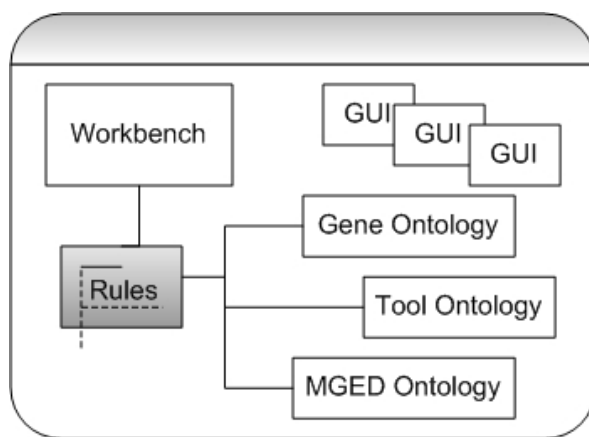 Workbench
GUI
GUI
GUI
Gene Ontology
Rules
Tool Ontology
MGED Ontology